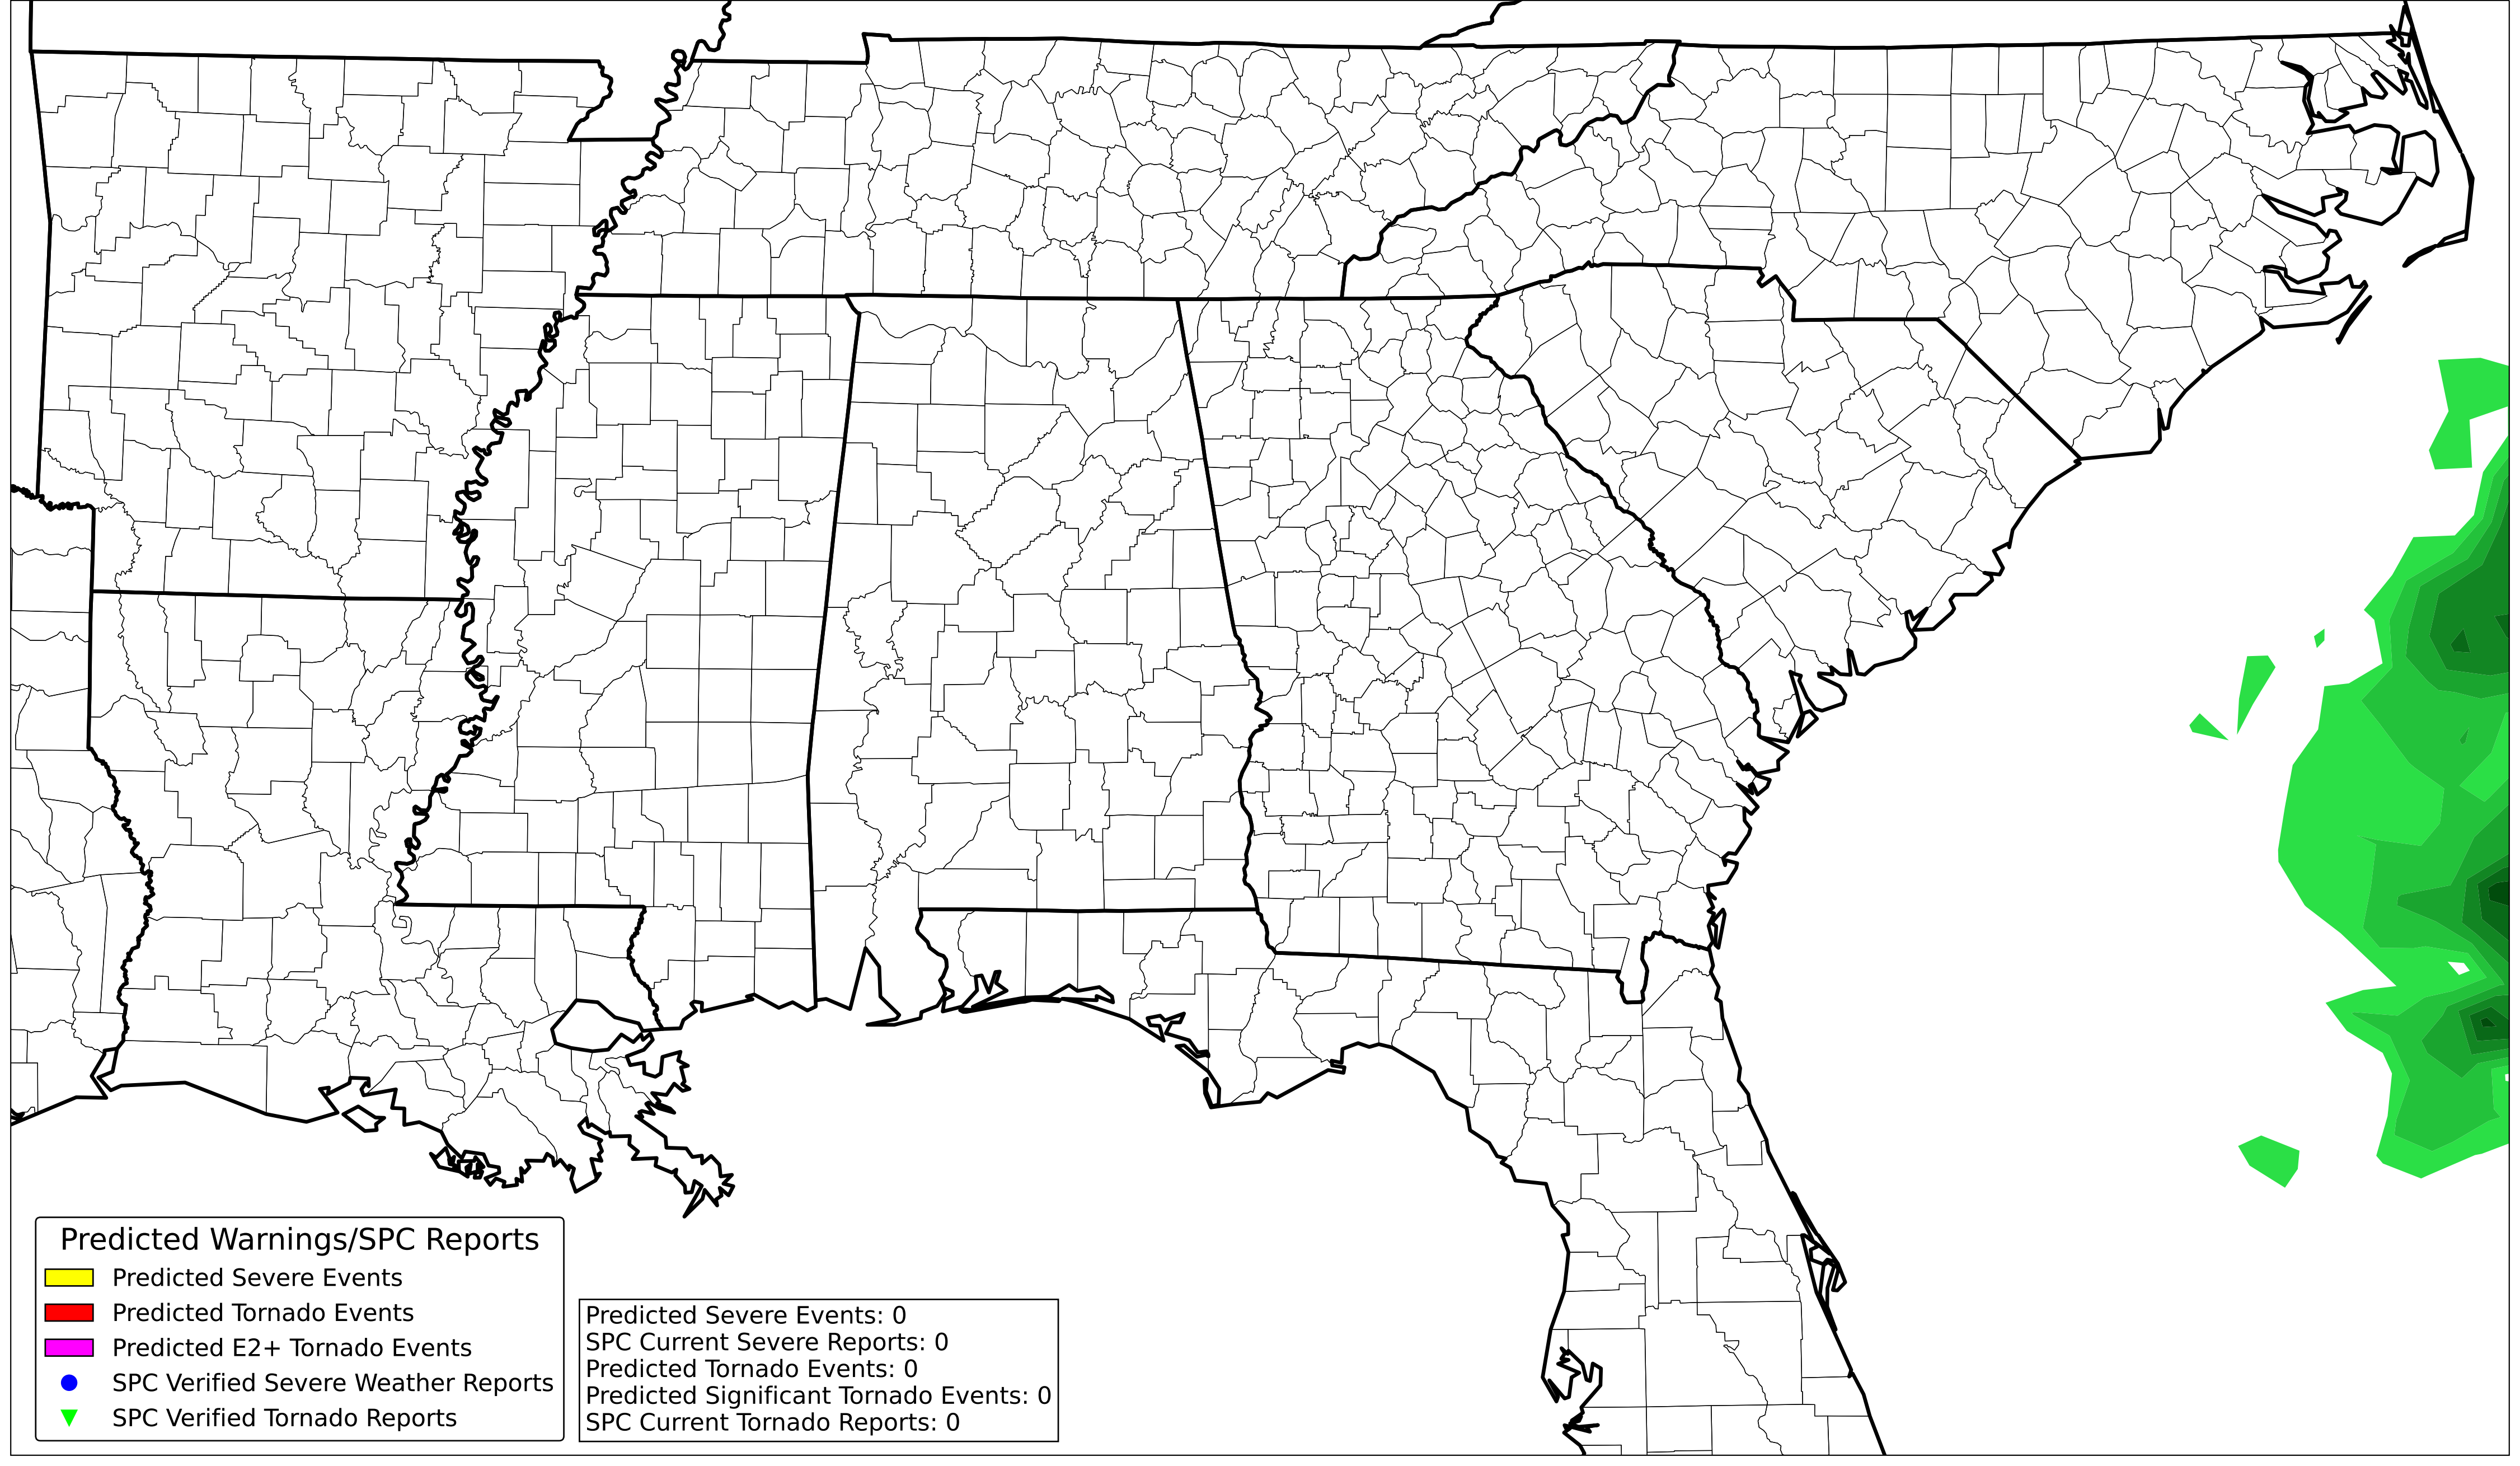 Predicted Warnings/SPC Reports
Predicted Severe Events
Predicted Tornado Events
Predicted E2+ Tornado Events
SPC Verified Severe Weather Reports
SPC Verified Tornado Reports
Predicted Severe Events: 0
SPC Current Severe Reports: 0
Predicted Tornado Events: 0
Predicted Significant Tornado Events: 0
SPC Current Tornado Reports: 0